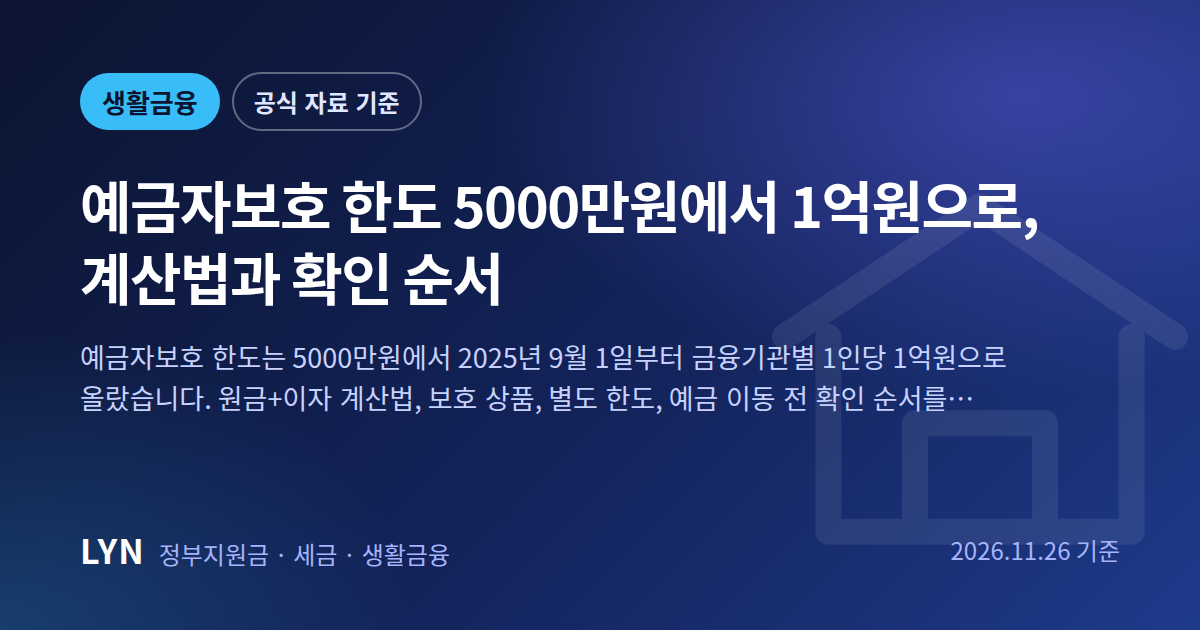 생활금융
공식 자료 기준
예금자보호 한도 5000만원에서 1억원으로,
계산법과 확인 순서
예금자보호 한도는 5000만원에서 2025년 9월 1일부터 금융기관별 1인당 1억원으로
올랐습니다. 원금+이자 계산법, 보호 상품, 별도 한도, 예금 이동 전 확인 순서를…
LYN 정부지원금 · 세금 · 생활금융
2026.11.26 기준